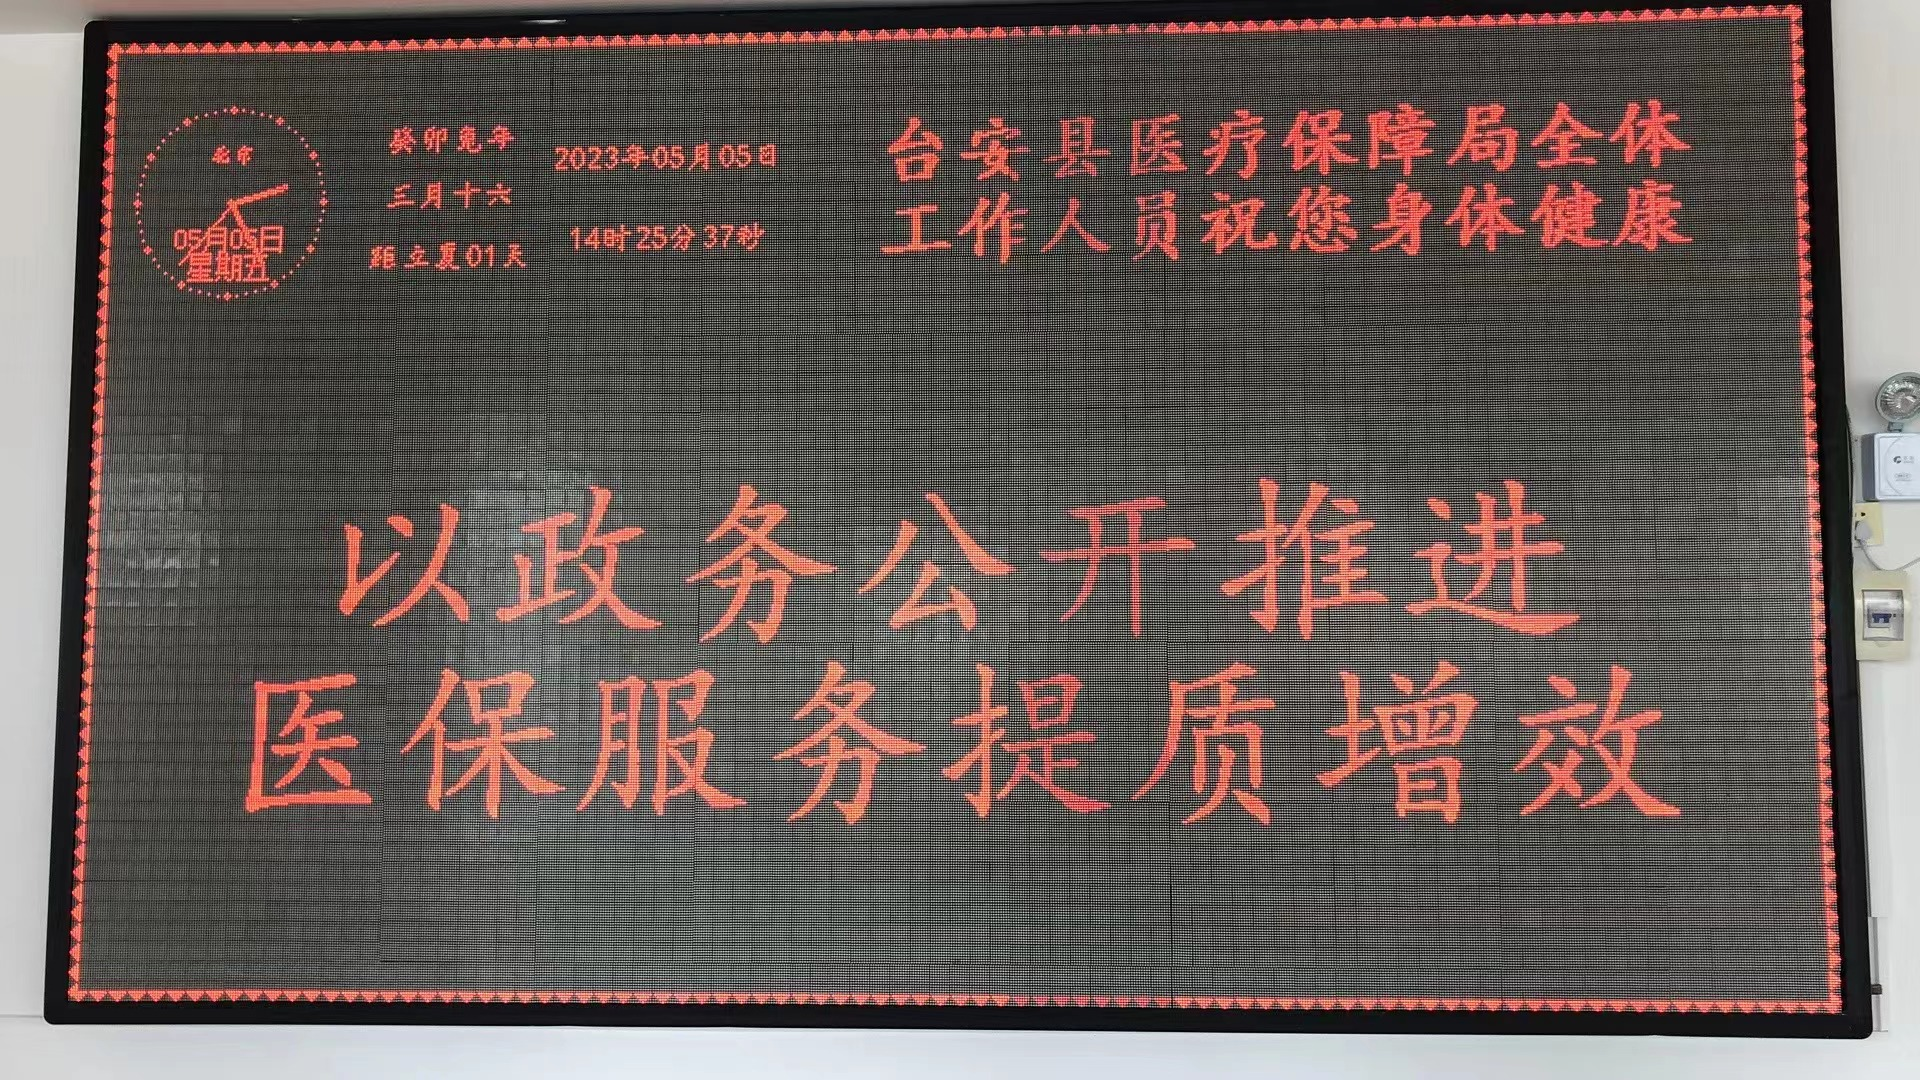 北京
05月05日
星期五
癸卯兔年
三月十六
距立夏01天
2023年05月05日
14时25分37秒
台安县医疗保障局全体
工作人员祝您身体健康
以政务公开推进
医保服务提质增效